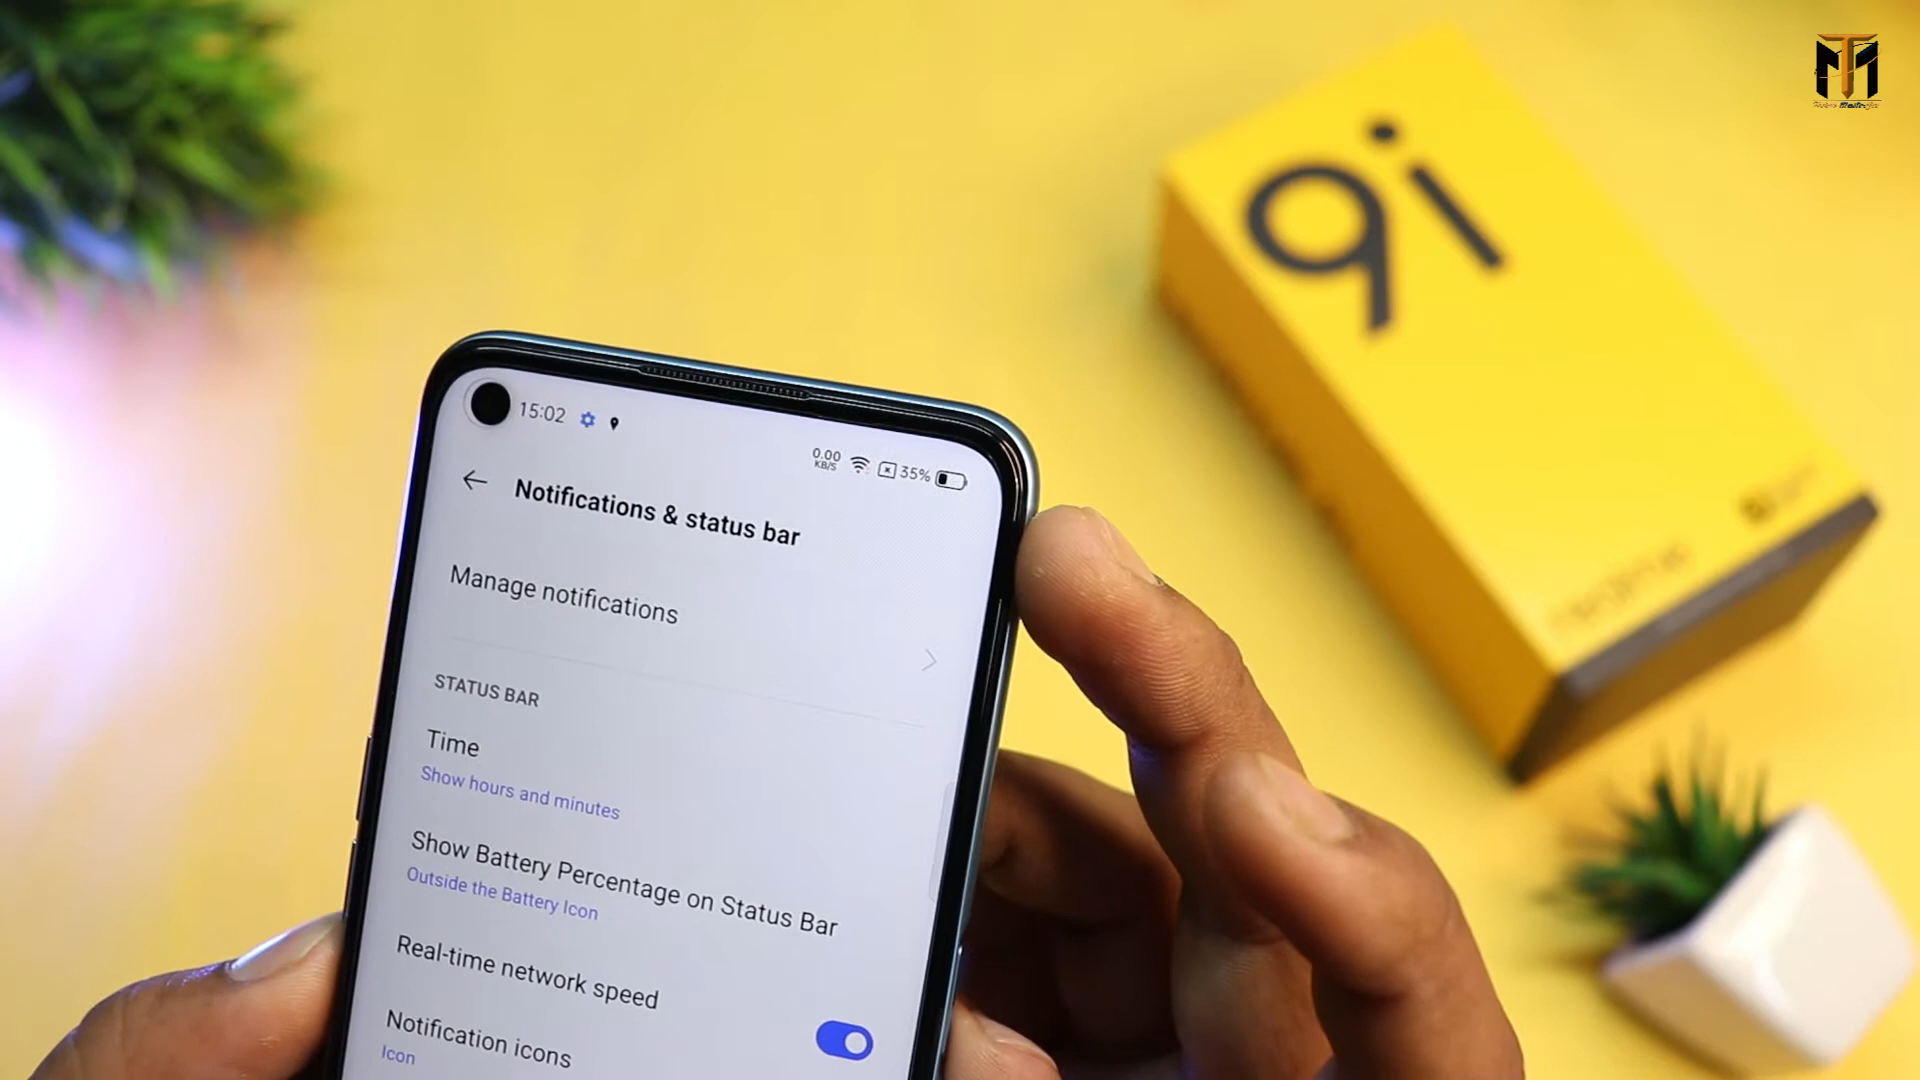 9i
15:02
0.00
KB/S
35%
Notifications & status bar
Manage notifications
STATUS BAR
Time
Show hours and minutes
Show Battery Percentage on Status Bar
Outside the Battery Icon
Real-time network speed
Notification icons
Icon
realme